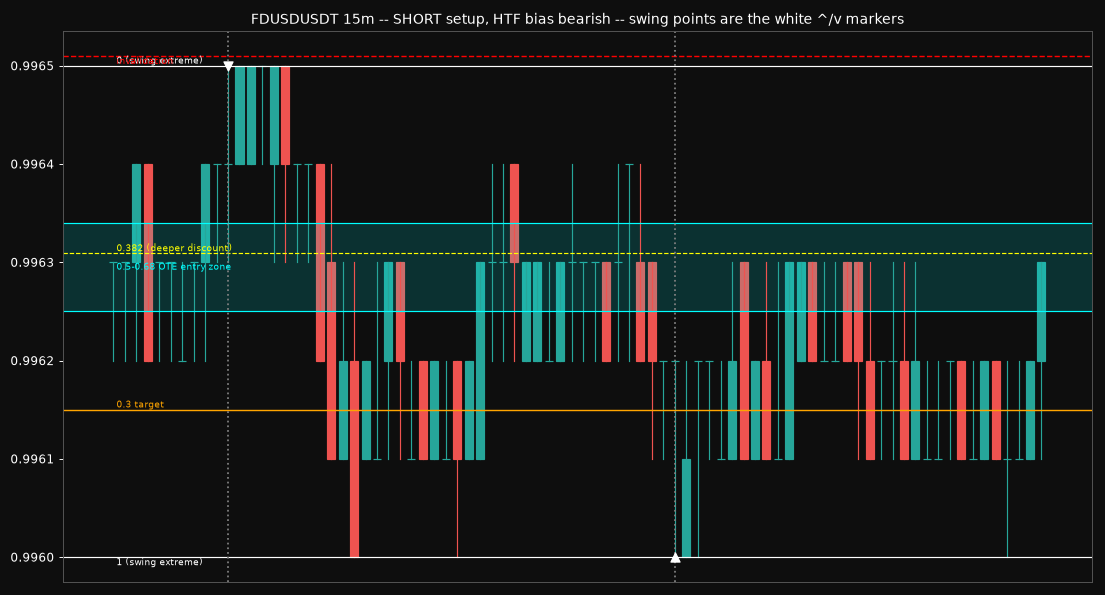 FDUSDUSDT 15m -- SHORT setup, HTF bias bearish -- swing points are the white ^/v markers
0 (swing extreme)
0.9965
0.9964
0.382 (deeper discount)
0.9963
0.5-0.68 OTE entry zone
0.9962
0.3 target
0.9961
0.9960
1 (swing extreme)